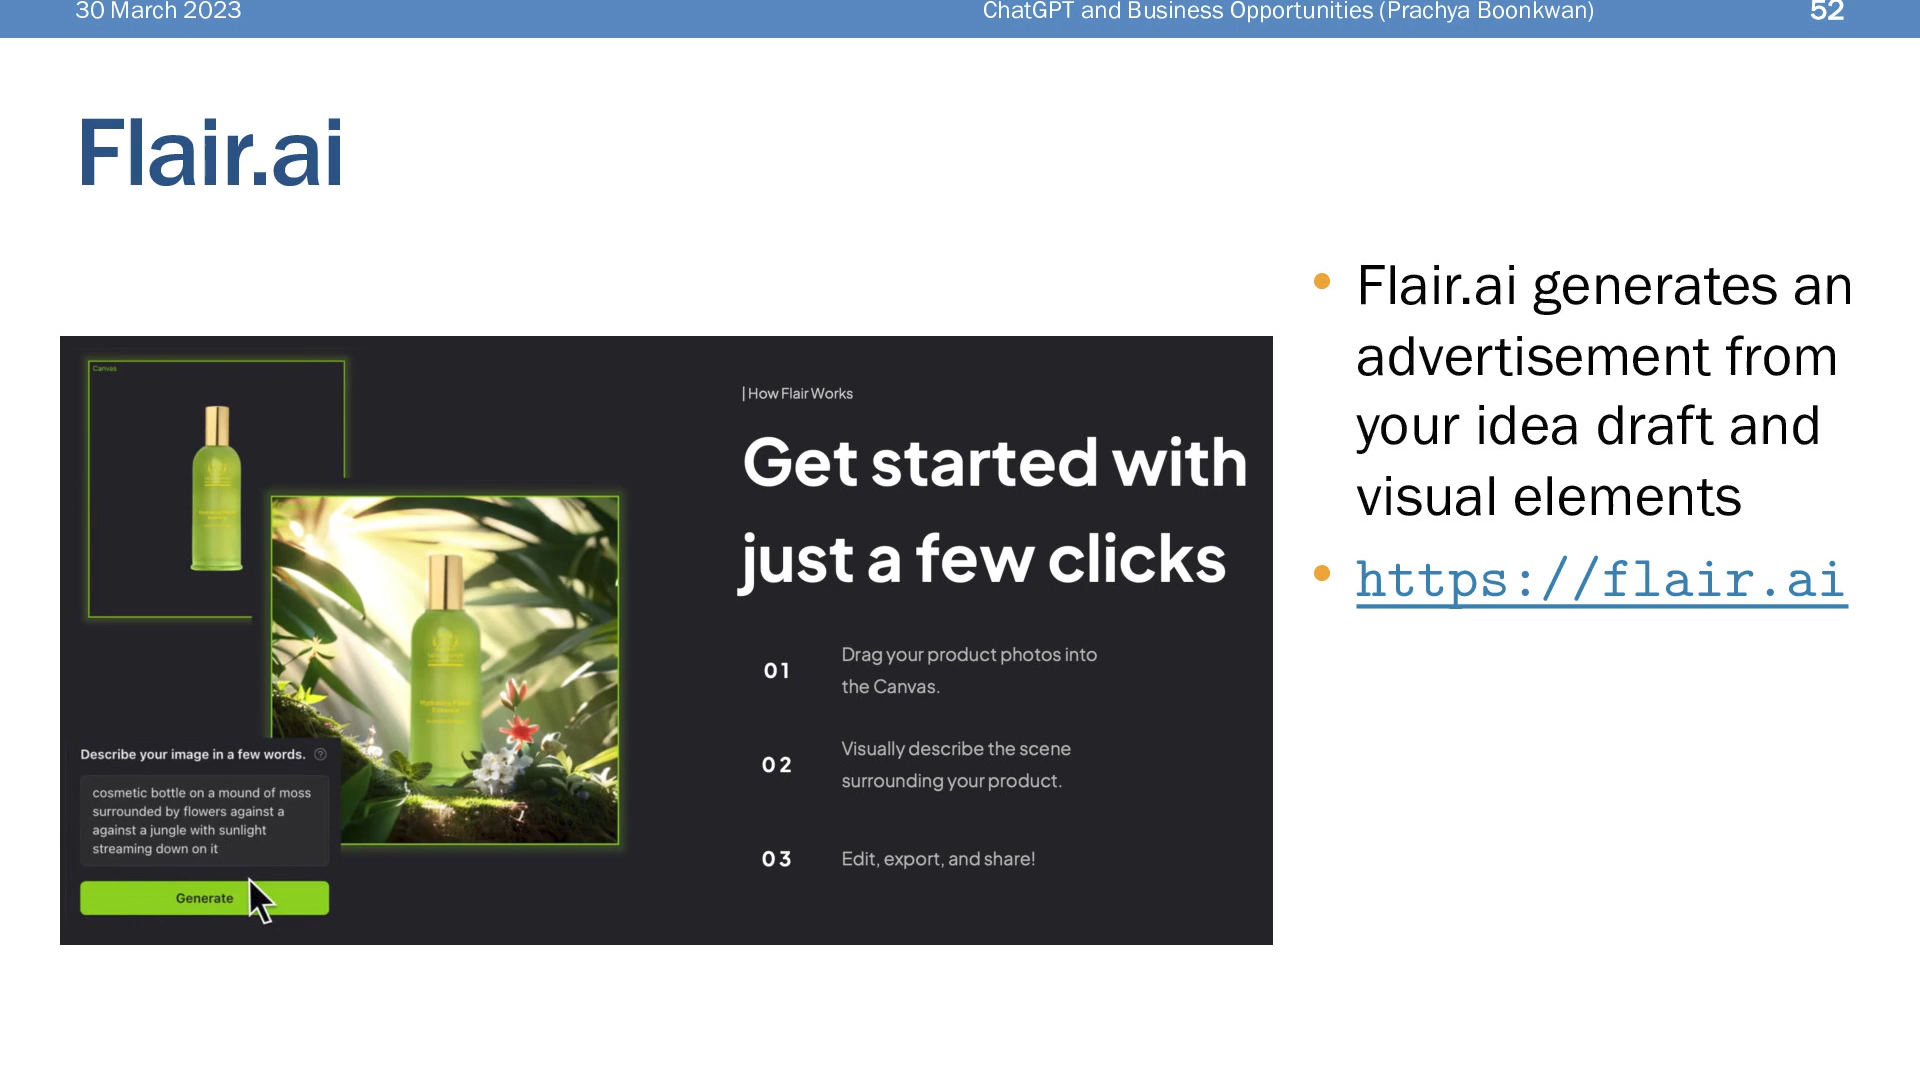 30 March 2023
ChatGPT and Business Opportunities (Prachya Boonkwan)
52
Flair.ai
Canvas
Describe your image in a few words.
cosmetic bottle on a mound of moss
surrounded by flowers against a
against a jungle with sunlight
streaming down on it
Generate
| How Flair Works
Get started with
just a few clicks
01
Drag your product photos into
the Canvas.
02
Visually describe the scene
surrounding your product.
03
Edit, export, and share!
• Flair.ai generates an
advertisement from
your idea draft and
visual elements
• https://flair.ai